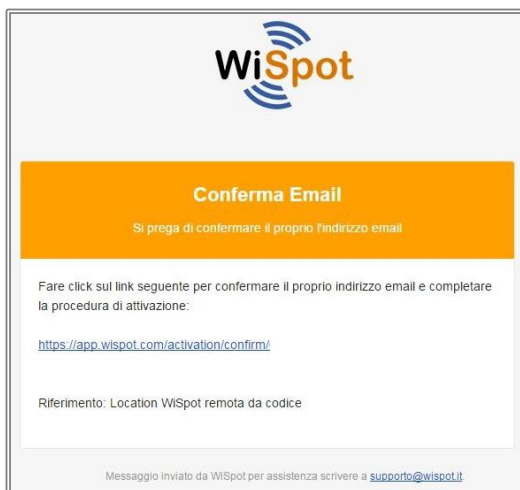 WiSpot
Conferma Email
Si prega di confermare il proprio l'indirizzo email
Fare click sul link seguente per confermare il proprio indirizzo email e completare
la procedura di attivazione:
https://app.wispot.com/activation/confirm/
Riferimento: Location WiSpot remota da codice
Messaggio inviato da WiSpot per assistenza scrivere a supporto@wispot.it.